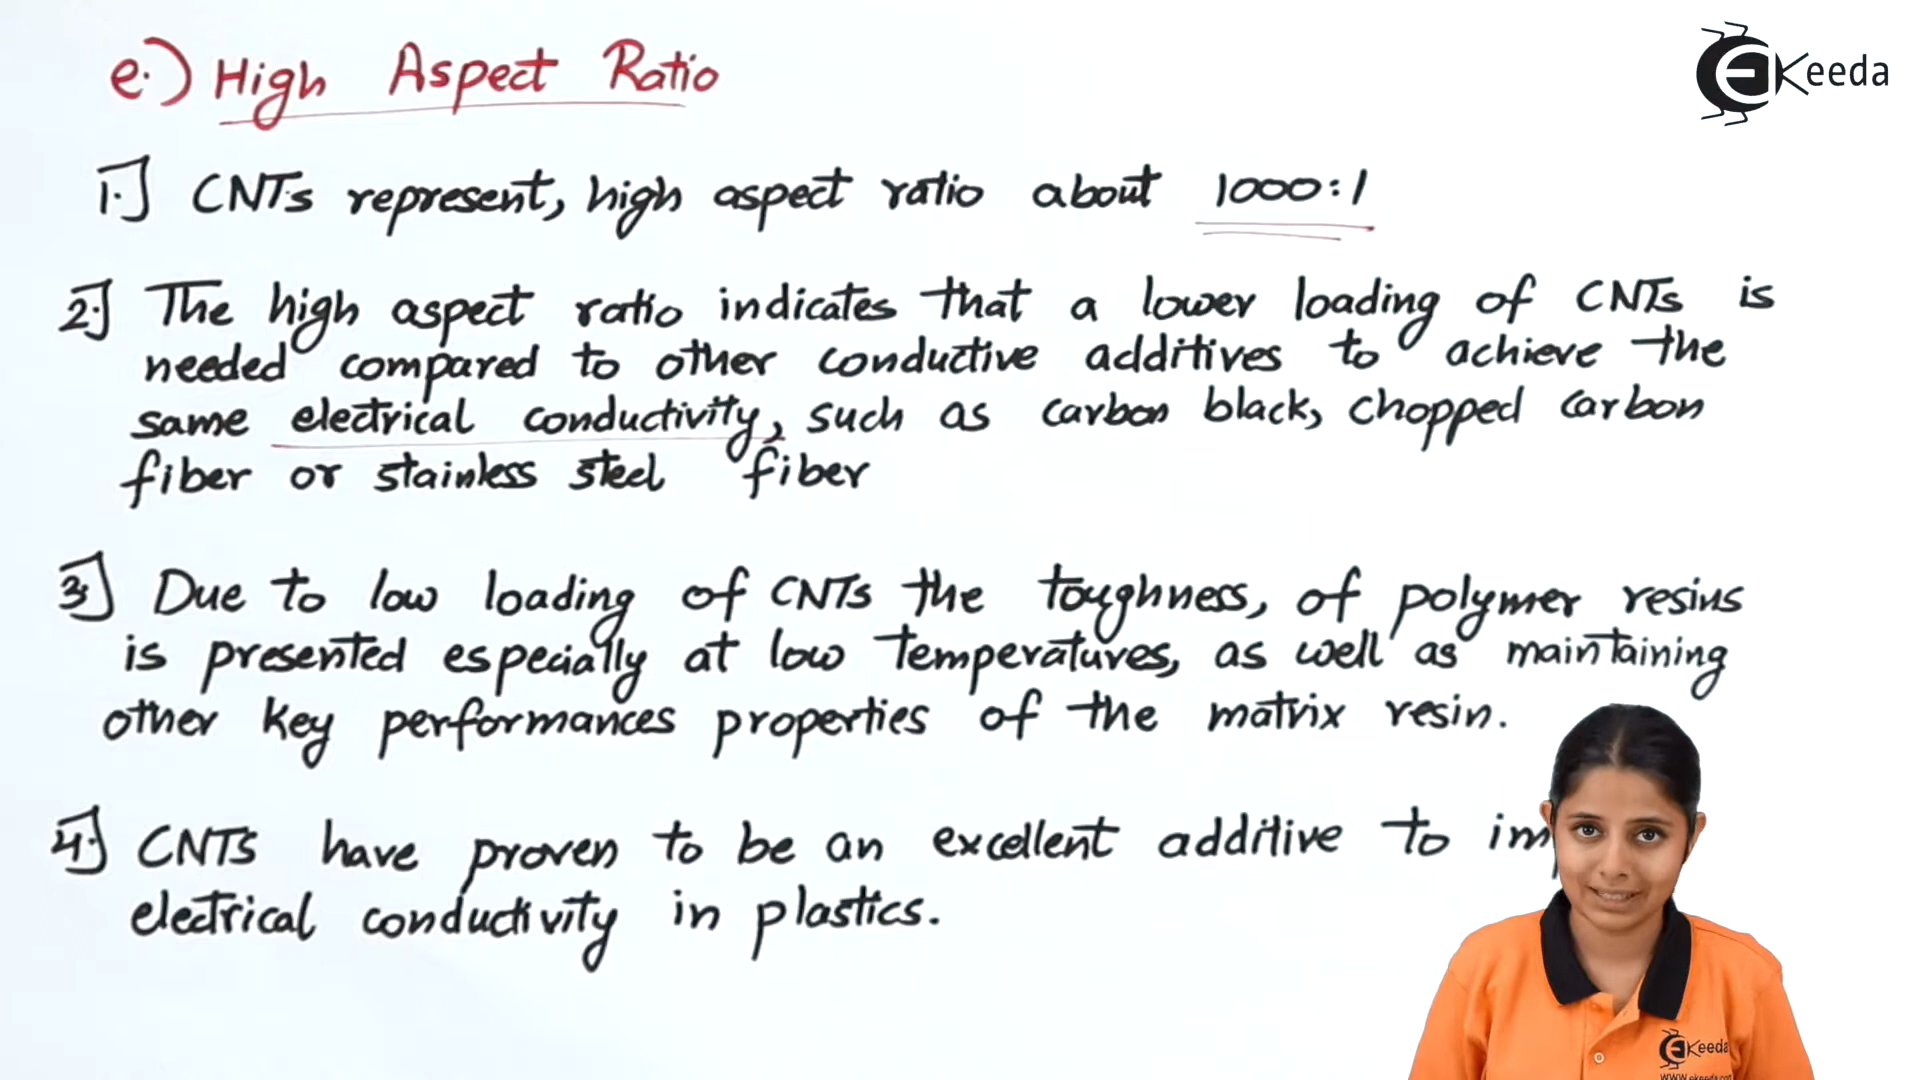 e.) High Aspect Ratio
EKeeda
1.] CNTs represent, high aspect ratio about 1000:1
2.] The high aspect ratio indicates that a lower loading of CNTs is
needed compared to other conductive additives to achieve the
same electrical conductivity, such as carbon black, chopped carbon
fiber or stainless steel fiber
3.] Due to low loading of CNTs the toughness, of polymer resins
is presented especially at low temperatures, as well as maintaining
other key performances properties of the matrix resin.
4.] CNTs have proven to be an excellent additive to
electrical conductivity in plastics.
EKeeda